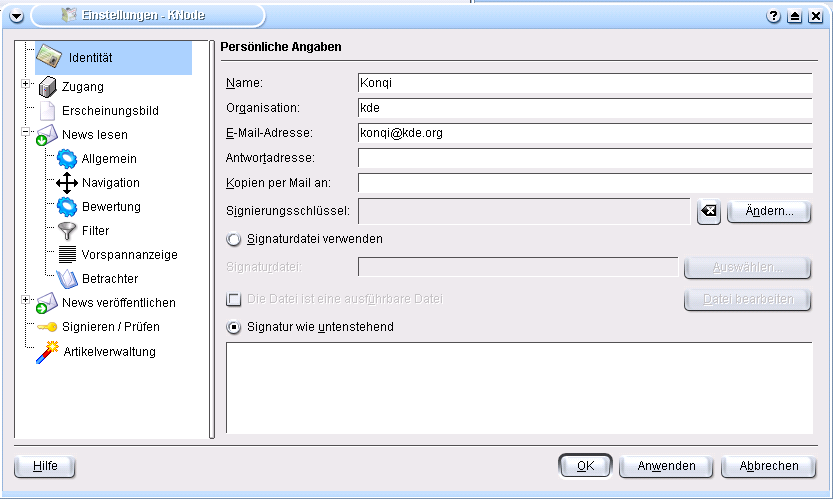 Einstellungen - KNode
Identität
Zugang
Erscheinungsbild
News lesen
Allgemein
Navigation
Bewertung
Filter
Vorspannanzeige
Betrachter
News veröffentlichen
Signieren / Prüfen
Artikelverwaltung
Persönliche Angaben
Name: Konqi
Organisation: kde
E-Mail-Adresse: konqi@kde.org
Antwortadresse:
Kopien per Mail an:
Signierungsschlüssel: Ändern...
Signaturdatei verwenden
Signaturdatei: Auswählen...
Die Datei ist eine ausführbare Datei Datei bearbeiten
Signatur wie untenstehend
Hilfe OK Anwenden Abbrechen